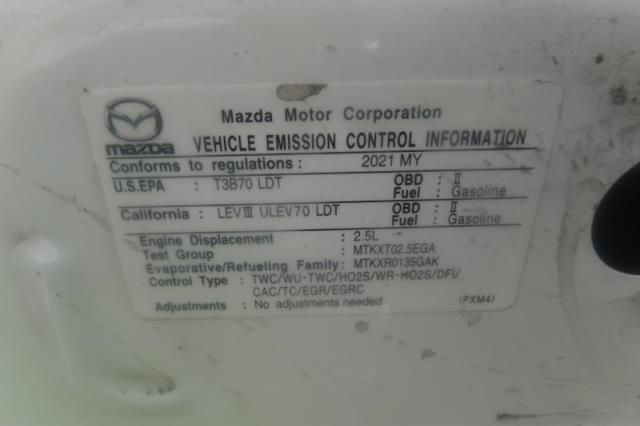 Mazda Motor Corporation
mazda
VEHICLE EMISSION CONTROL INFORMATION
Conforms to regulations : 2021 MY
U.S.EPA : T3B70 LDT OBD : II
Fuel : Gasoline
California : LEVⅢ ULEV70 LDT OBD : II
Fuel : Gasoline
Engine Displacement : 2.5L
Test Group : MTKXT02.5EGA
Evaporative/Refueling Family: MTKXR0135GAK
Control Type : TWC/WU-TWC/HO2S/WR-HO2S/DFI/
CAC/TC/EGR/EGRC
Adjustments : No adjustments needed (PXM4)